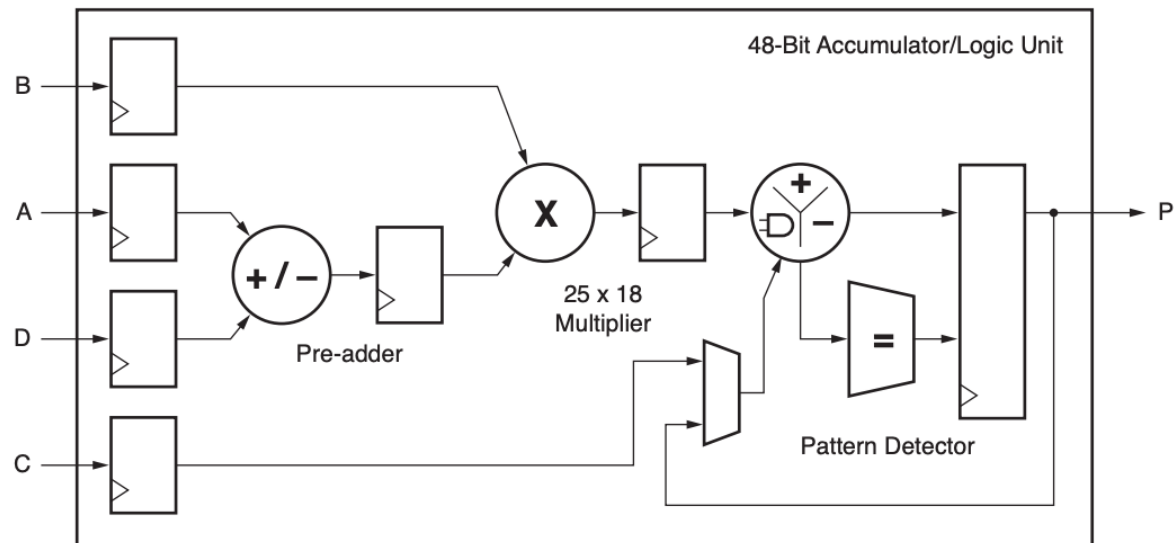 48-Bit Accumulator/Logic Unit
B
A
X
+
–
P
+ / –
25 x 18
Multiplier
D
Pre-adder
=
Pattern Detector
C